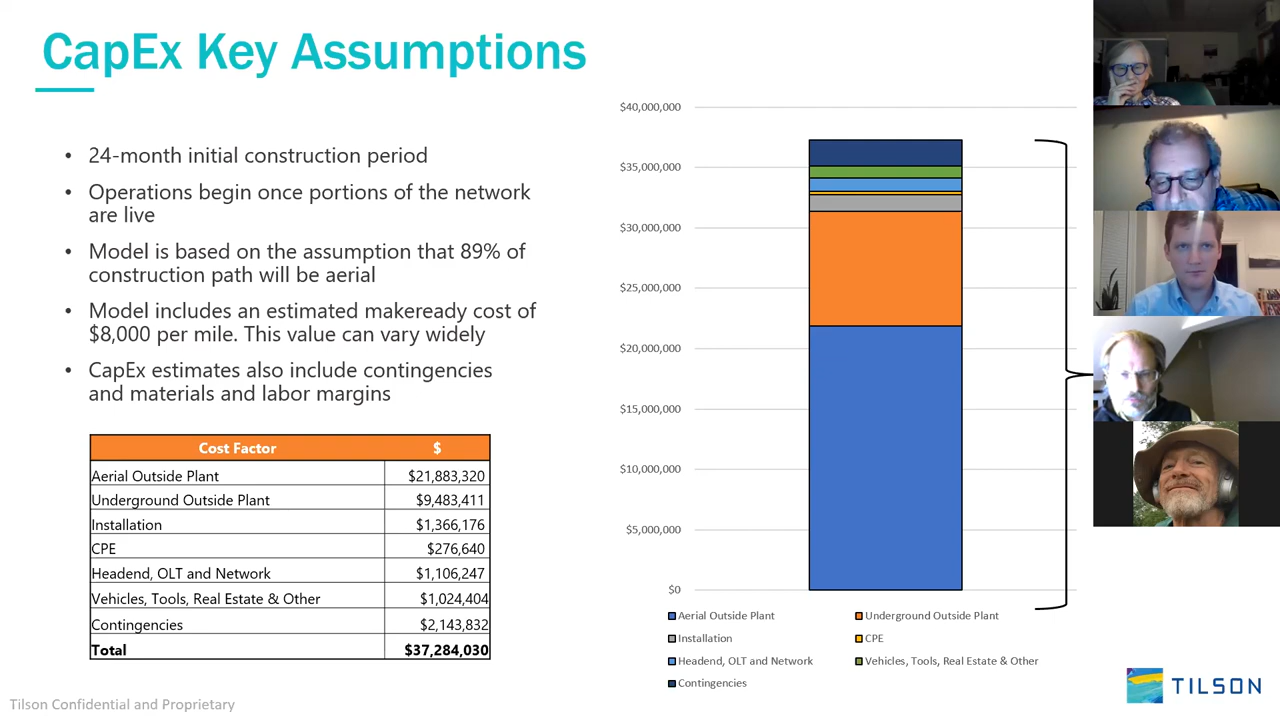 CapEx Key Assumptions
• 24-month initial construction period
• Operations begin once portions of the network
are live
• Model is based on the assumption that 89% of
construction path will be aerial
• Model includes an estimated makeready cost of
$8,000 per mile. This value can vary widely
• CapEx estimates also include contingencies
and materials and labor margins
Cost Factor $
Aerial Outside Plant $21,883,320
Underground Outside Plant $9,483,411
Installation $1,366,176
CPE $276,640
Headend, OLT and Network $1,106,247
Vehicles, Tools, Real Estate & Other $1,024,404
Contingencies $2,143,832
Total $37,284,030
$40,000,000
$35,000,000
$30,000,000
$25,000,000
$20,000,000
$15,000,000
$10,000,000
$5,000,000
$0
Aerial Outside Plant Underground Outside Plant
Installation CPE
Headend, OLT and Network Vehicles, Tools, Real Estate & Other
Contingencies
TILSON
Tilson Confidential and Proprietary